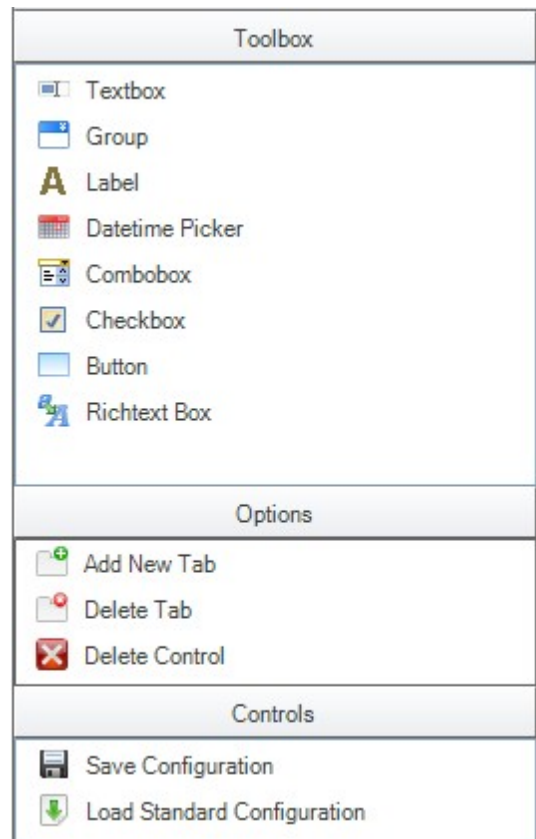 Toolbox
Textbox
Group
Label
Datetime Picker
Combobox
Checkbox
Button
Richtext Box
Options
Add New Tab
Delete Tab
Delete Control
Controls
Save Configuration
Load Standard Configuration